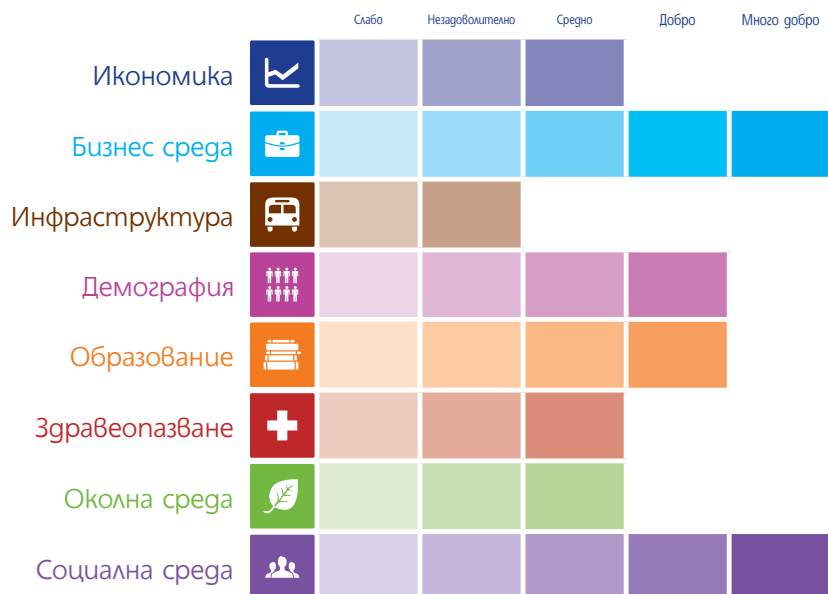 Слабо Незадоволително Средно Добро Много добро
Икономика
Бизнес среда
Инфраструктура
Демография
Образование
Здравеопазване
Околна среда
Социална среда